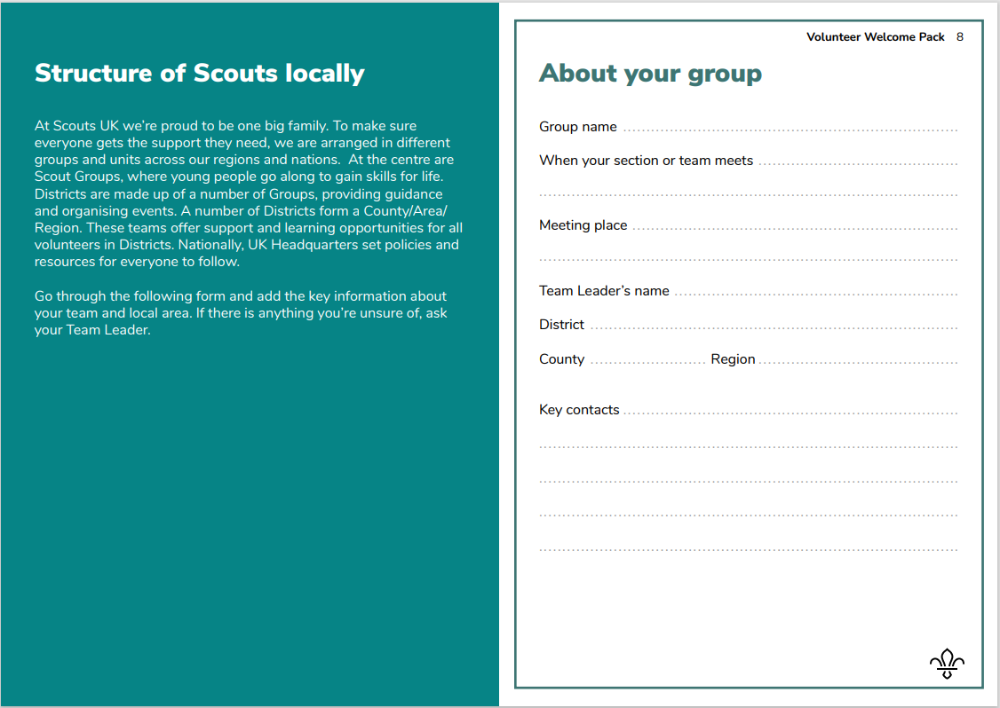 Structure of Scouts locally
At Scouts UK we're proud to be one big family. To make sure
everyone gets the support they need, we are arranged in different
groups and units across our regions and nations.  At the centre are
Scout Groups, where young people go along to gain skills for life.
Districts are made up of a number of Groups, providing guidance
and organising events. A number of Districts form a County/Area/
Region. These teams offer support and learning opportunities for all
volunteers in Districts. Nationally, UK Headquarters set policies and
resources for everyone to follow.
Go through the following form and add the key information about
your team and local area. If there is anything you're unsure of, ask
your Team Leader.
Volunteer Welcome Pack 8
About your group
Group name
When your section or team meets
Meeting place
Team Leader's name
District
County Region
Key contacts